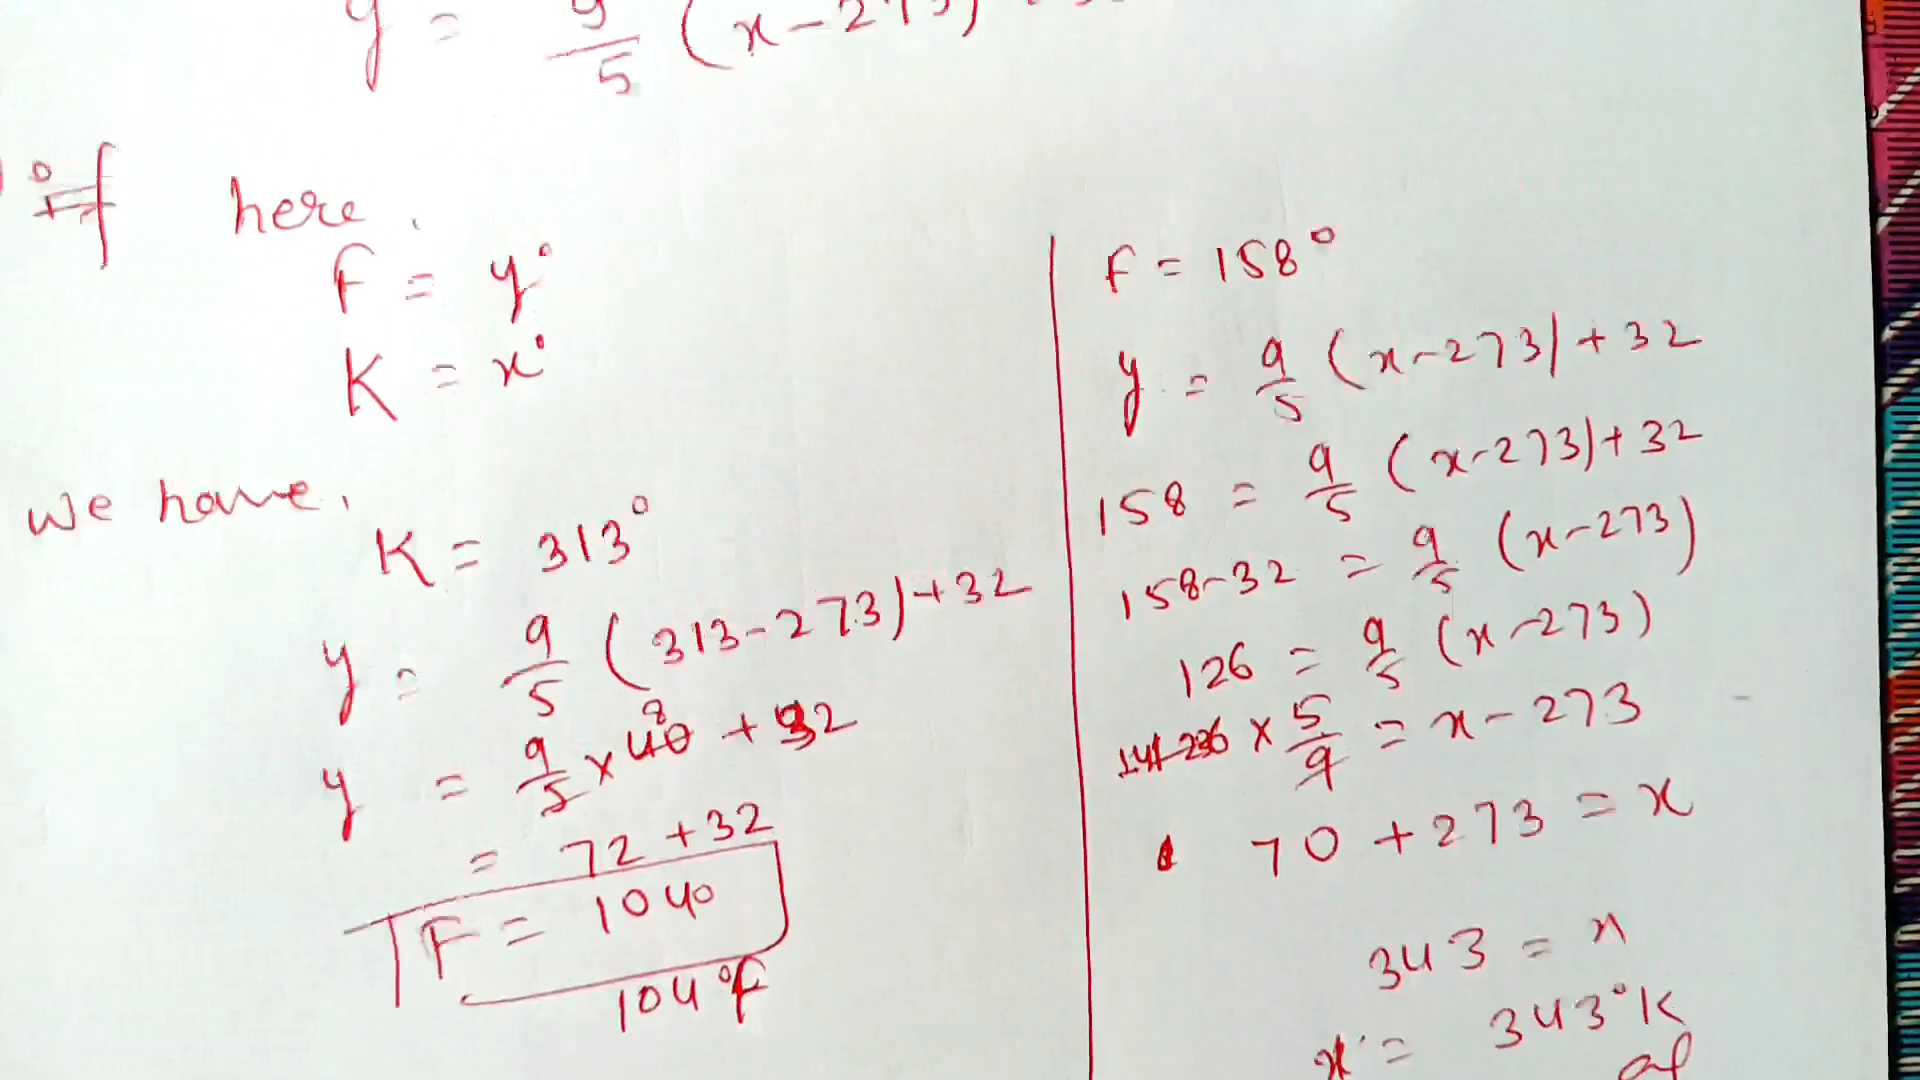 y = 9/5 (x-273)
if here,
F = y°
K = x°
we have,
K = 313°
y = 9/5 (313-273)+32
y = 9/5 x 40 8 + 32
= 72 +32
F = 104°
104°F
F = 158°
y = 9/5 (x-273)+32
158 = 9/5 (x-273)+32
158-32 = 9/5 (x-273)
126 = 9/5 (x-273)
x 5/9 = x-273
70 +273 = x
343 = x
x = 343°K